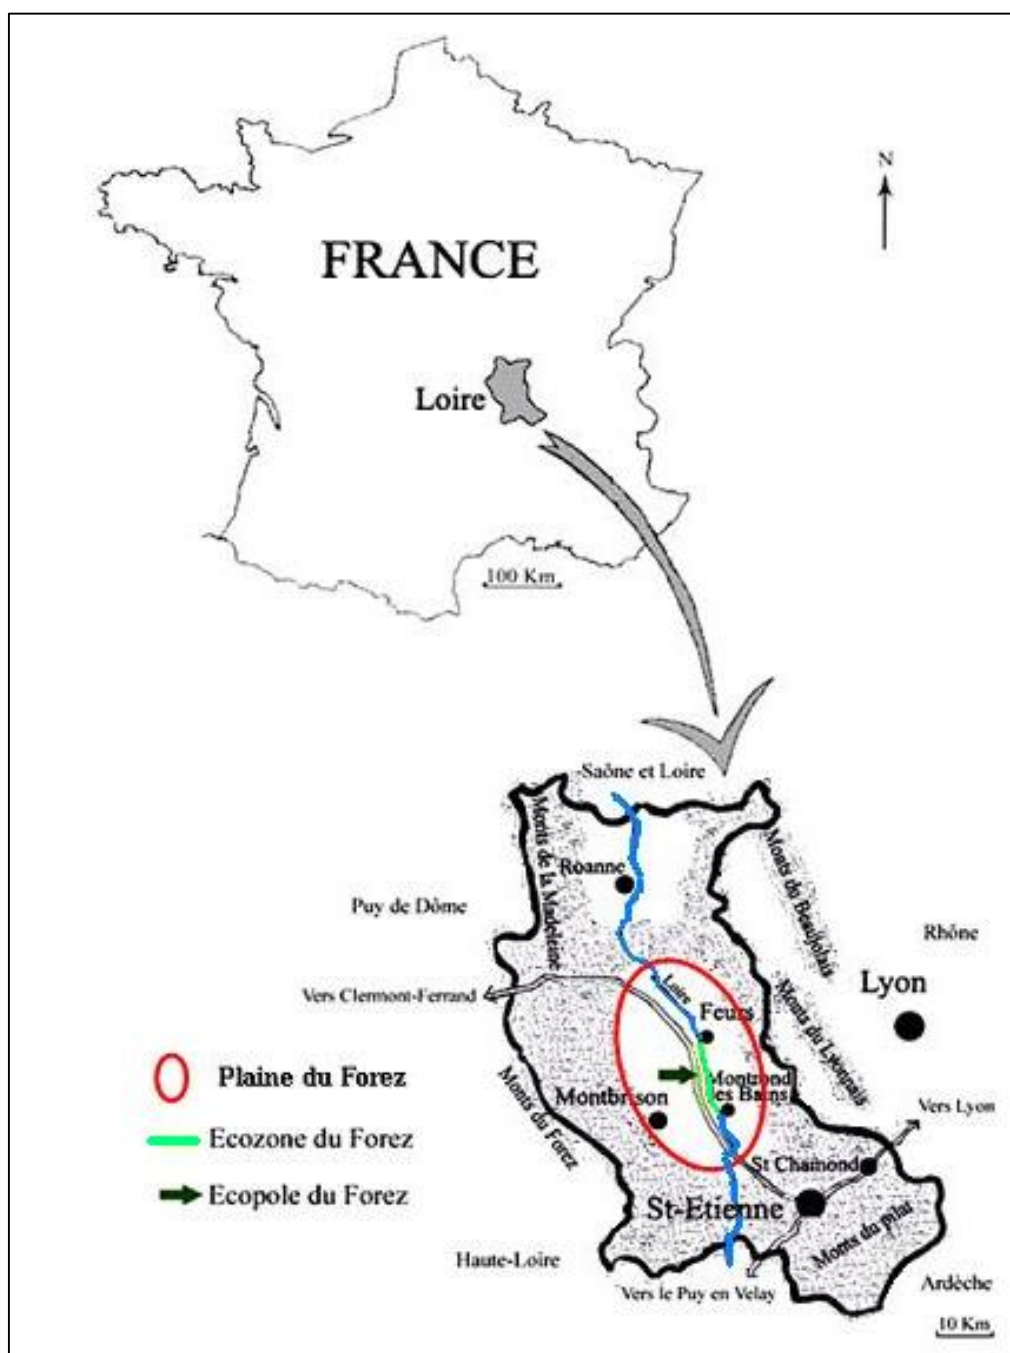 N
FRANCE
Loire
100 Km
Saône et Loire
Monts de la Madeleine
Roanne
Monts du Beaujolais
Puy de Dôme
Rhône
Lyon
Vers Clermont-Ferrand
Loire
Feurs
Monts du Lyonnais
Plaine du Forez
Montrond
les Bains
Montbrison
Monts du Forez
Vers Lyon
Ecozone du Forez
St Chamond
Ecopole du Forez
St-Etienne
Monts du pilat
Haute-Loire
Vers le Puy en Velay
Ardèche
10 Km